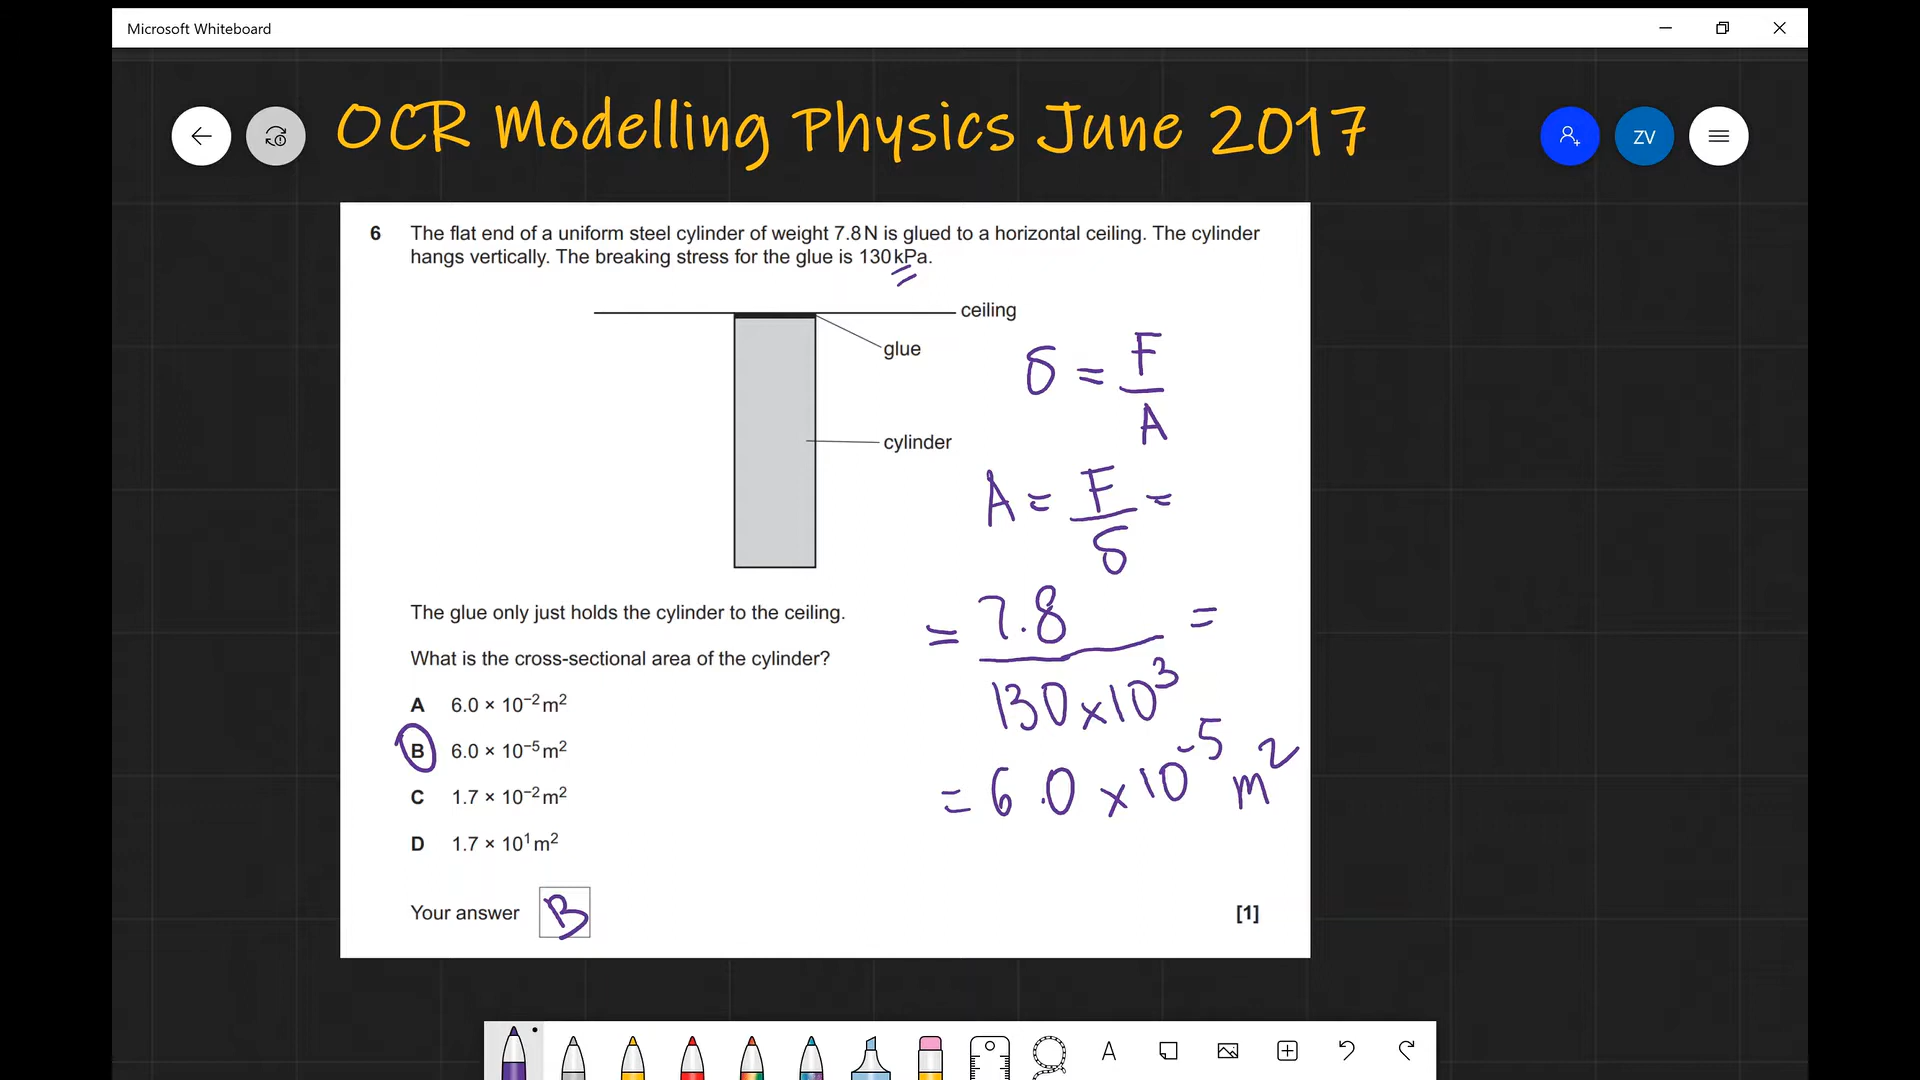 Microsoft Whiteboard
OCR Modelling Physics June 2017
ZV
6 The flat end of a uniform steel cylinder of weight 7.8 N is glued to a horizontal ceiling. The cylinder
hangs vertically. The breaking stress for the glue is 130 kPa.
ceiling
glue
cylinder
δ = F/A
A = F/δ =
= 7.8/130×10³ =
= 6.0 × 10⁻⁵ m²
The glue only just holds the cylinder to the ceiling.
What is the cross-sectional area of the cylinder?
A 6.0 × 10⁻² m²
B 6.0 × 10⁻⁵ m²
C 1.7 × 10⁻² m²
D 1.7 × 10¹ m²
Your answer B [1]
A